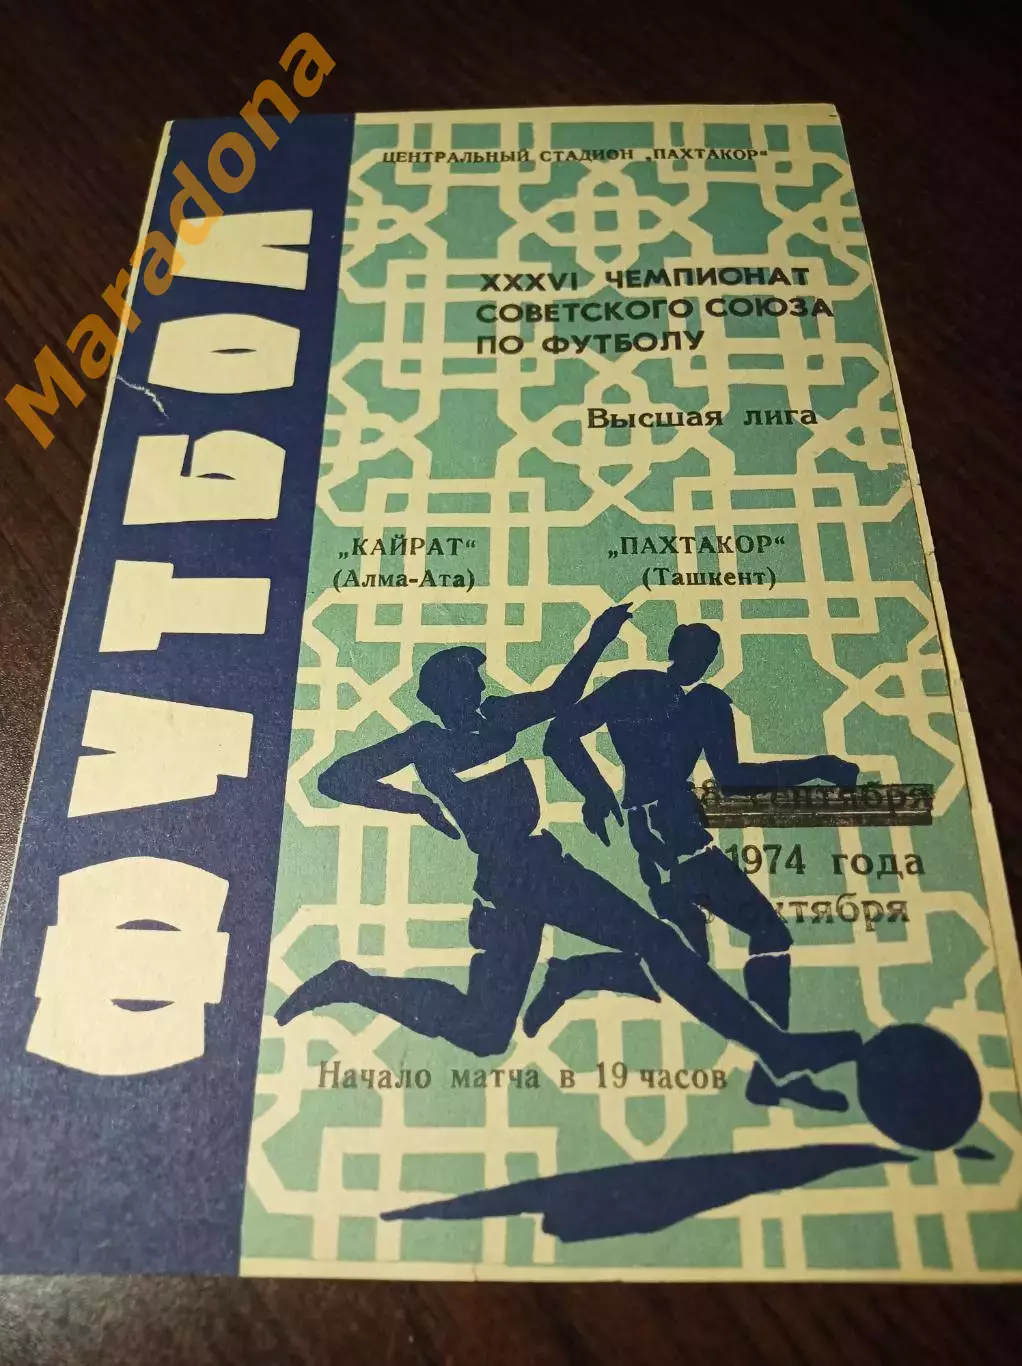 Maradona
ФУТБОЛ
ЦЕНТРАЛЬНЫЙ СТАДИОН „ПАХТАКОР“
XXXVI ЧЕМПИОНАТ
СОВЕТСКОГО СОЮЗА
ПО ФУТБОЛУ
Высшая лига
„КАЙРАТ“
(Алма-Ата)
„ПАХТАКОР“
(Ташкент)
8 сентября
1974 года
октября
Начало матча в 19 часов